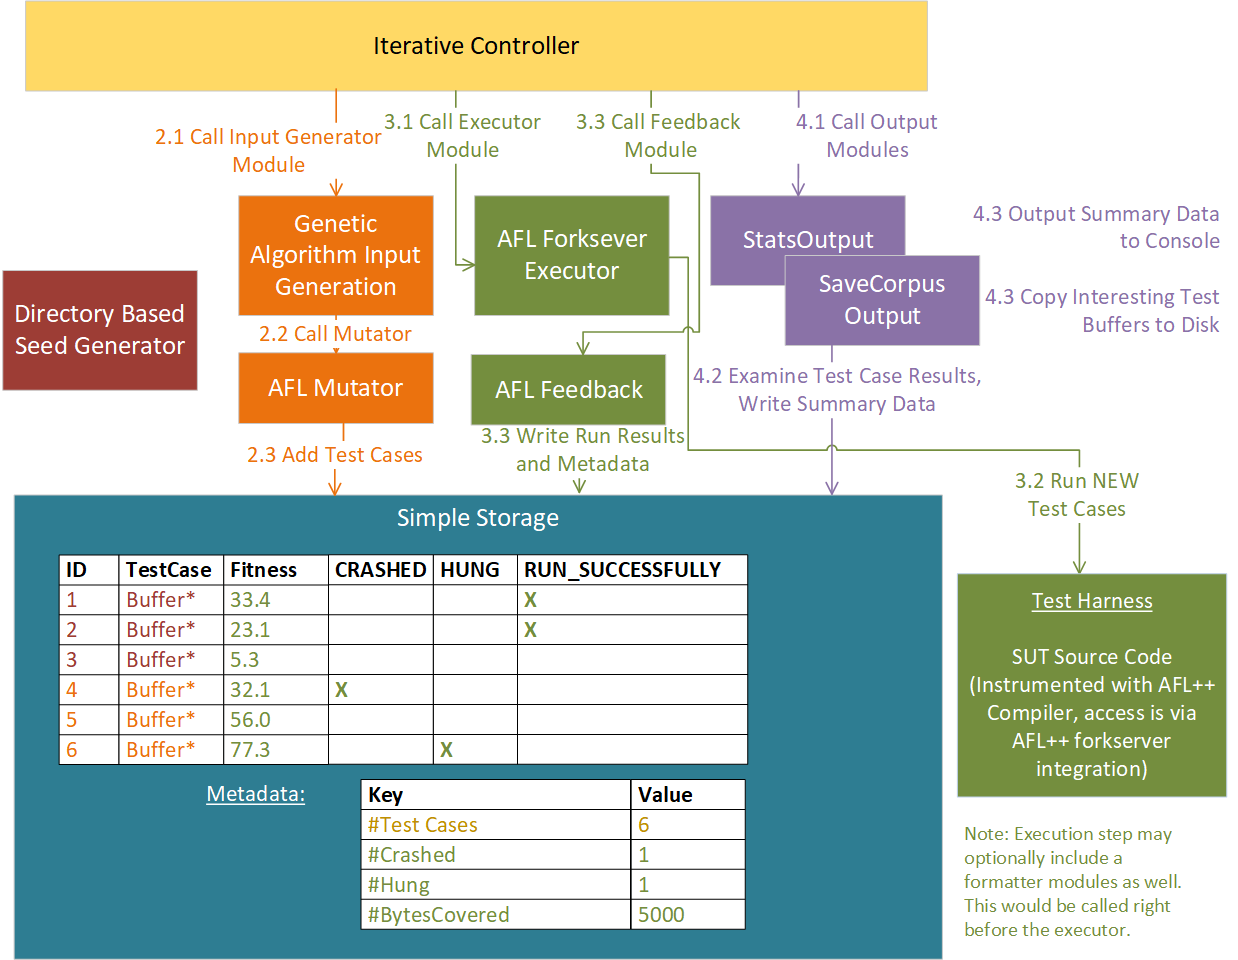 Iterative Controller
2.1 Call Input Generator
Module
3.1 Call Executor
Module
3.3 Call Feedback
Module
4.1 Call Output
Modules
Genetic
Algorithm Input
Generation
AFL Forksever
Executor
StatsOutput
SaveCorpus
Output
4.3 Output Summary Data
to Console
4.3 Copy Interesting Test
Buffers to Disk
Directory Based
Seed Generator
2.2 Call Mutator
AFL Mutator
AFL Feedback
4.2 Examine Test Case Results,
Write Summary Data
2.3 Add Test Cases
3.3 Write Run Results
and Metadata
3.2 Run NEW
Test Cases
Simple Storage
ID TestCase Fitness CRASHED HUNG RUN_SUCCESSFULLY
1 Buffer* 33.4 X
2 Buffer* 23.1 X
3 Buffer* 5.3
4 Buffer* 32.1 X
5 Buffer* 56.0
6 Buffer* 77.3 X
Metadata:
Key Value
#Test Cases 6
#Crashed 1
#Hung 1
#BytesCovered 5000
Test Harness
SUT Source Code
(Instrumented with AFL++
Compiler, access is via
AFL++ forkserver
integration)
Note: Execution step may
optionally include a
formatter modules as well.
This would be called right
before the executor.